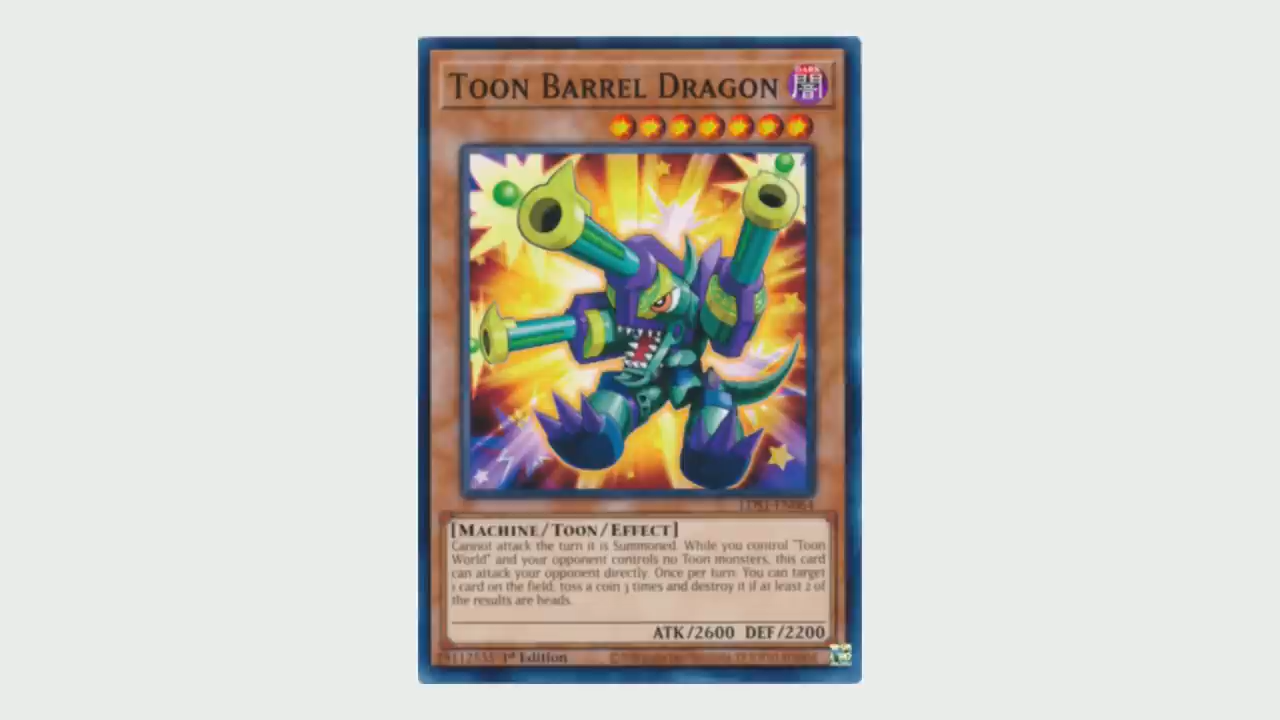 TOON BARREL DRAGON
DARK
闇
[MACHINE/TOON/EFFECT]
Cannot attack the turn it is Summoned. While you control "Toon
World" and your opponent controls no Toon monsters, this card
can attack your opponent directly. Once per turn: You can target
1 card on the field; toss a coin 3 times and destroy it if at least 2 of
the results are heads.
ATK/2600 DEF/2200
1st Edition